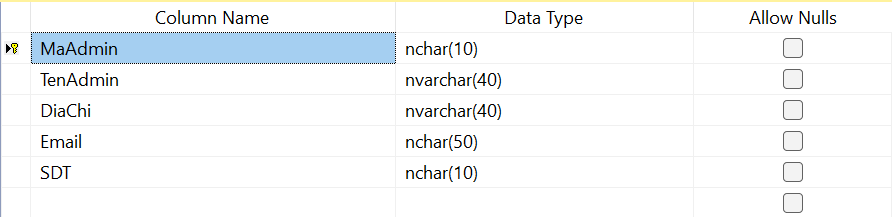 Column Name Data Type Allow Nulls
MaAdmin nchar(10)
TenAdmin nvarchar(40)
DiaChi nvarchar(40)
Email nchar(50)
SDT nchar(10)